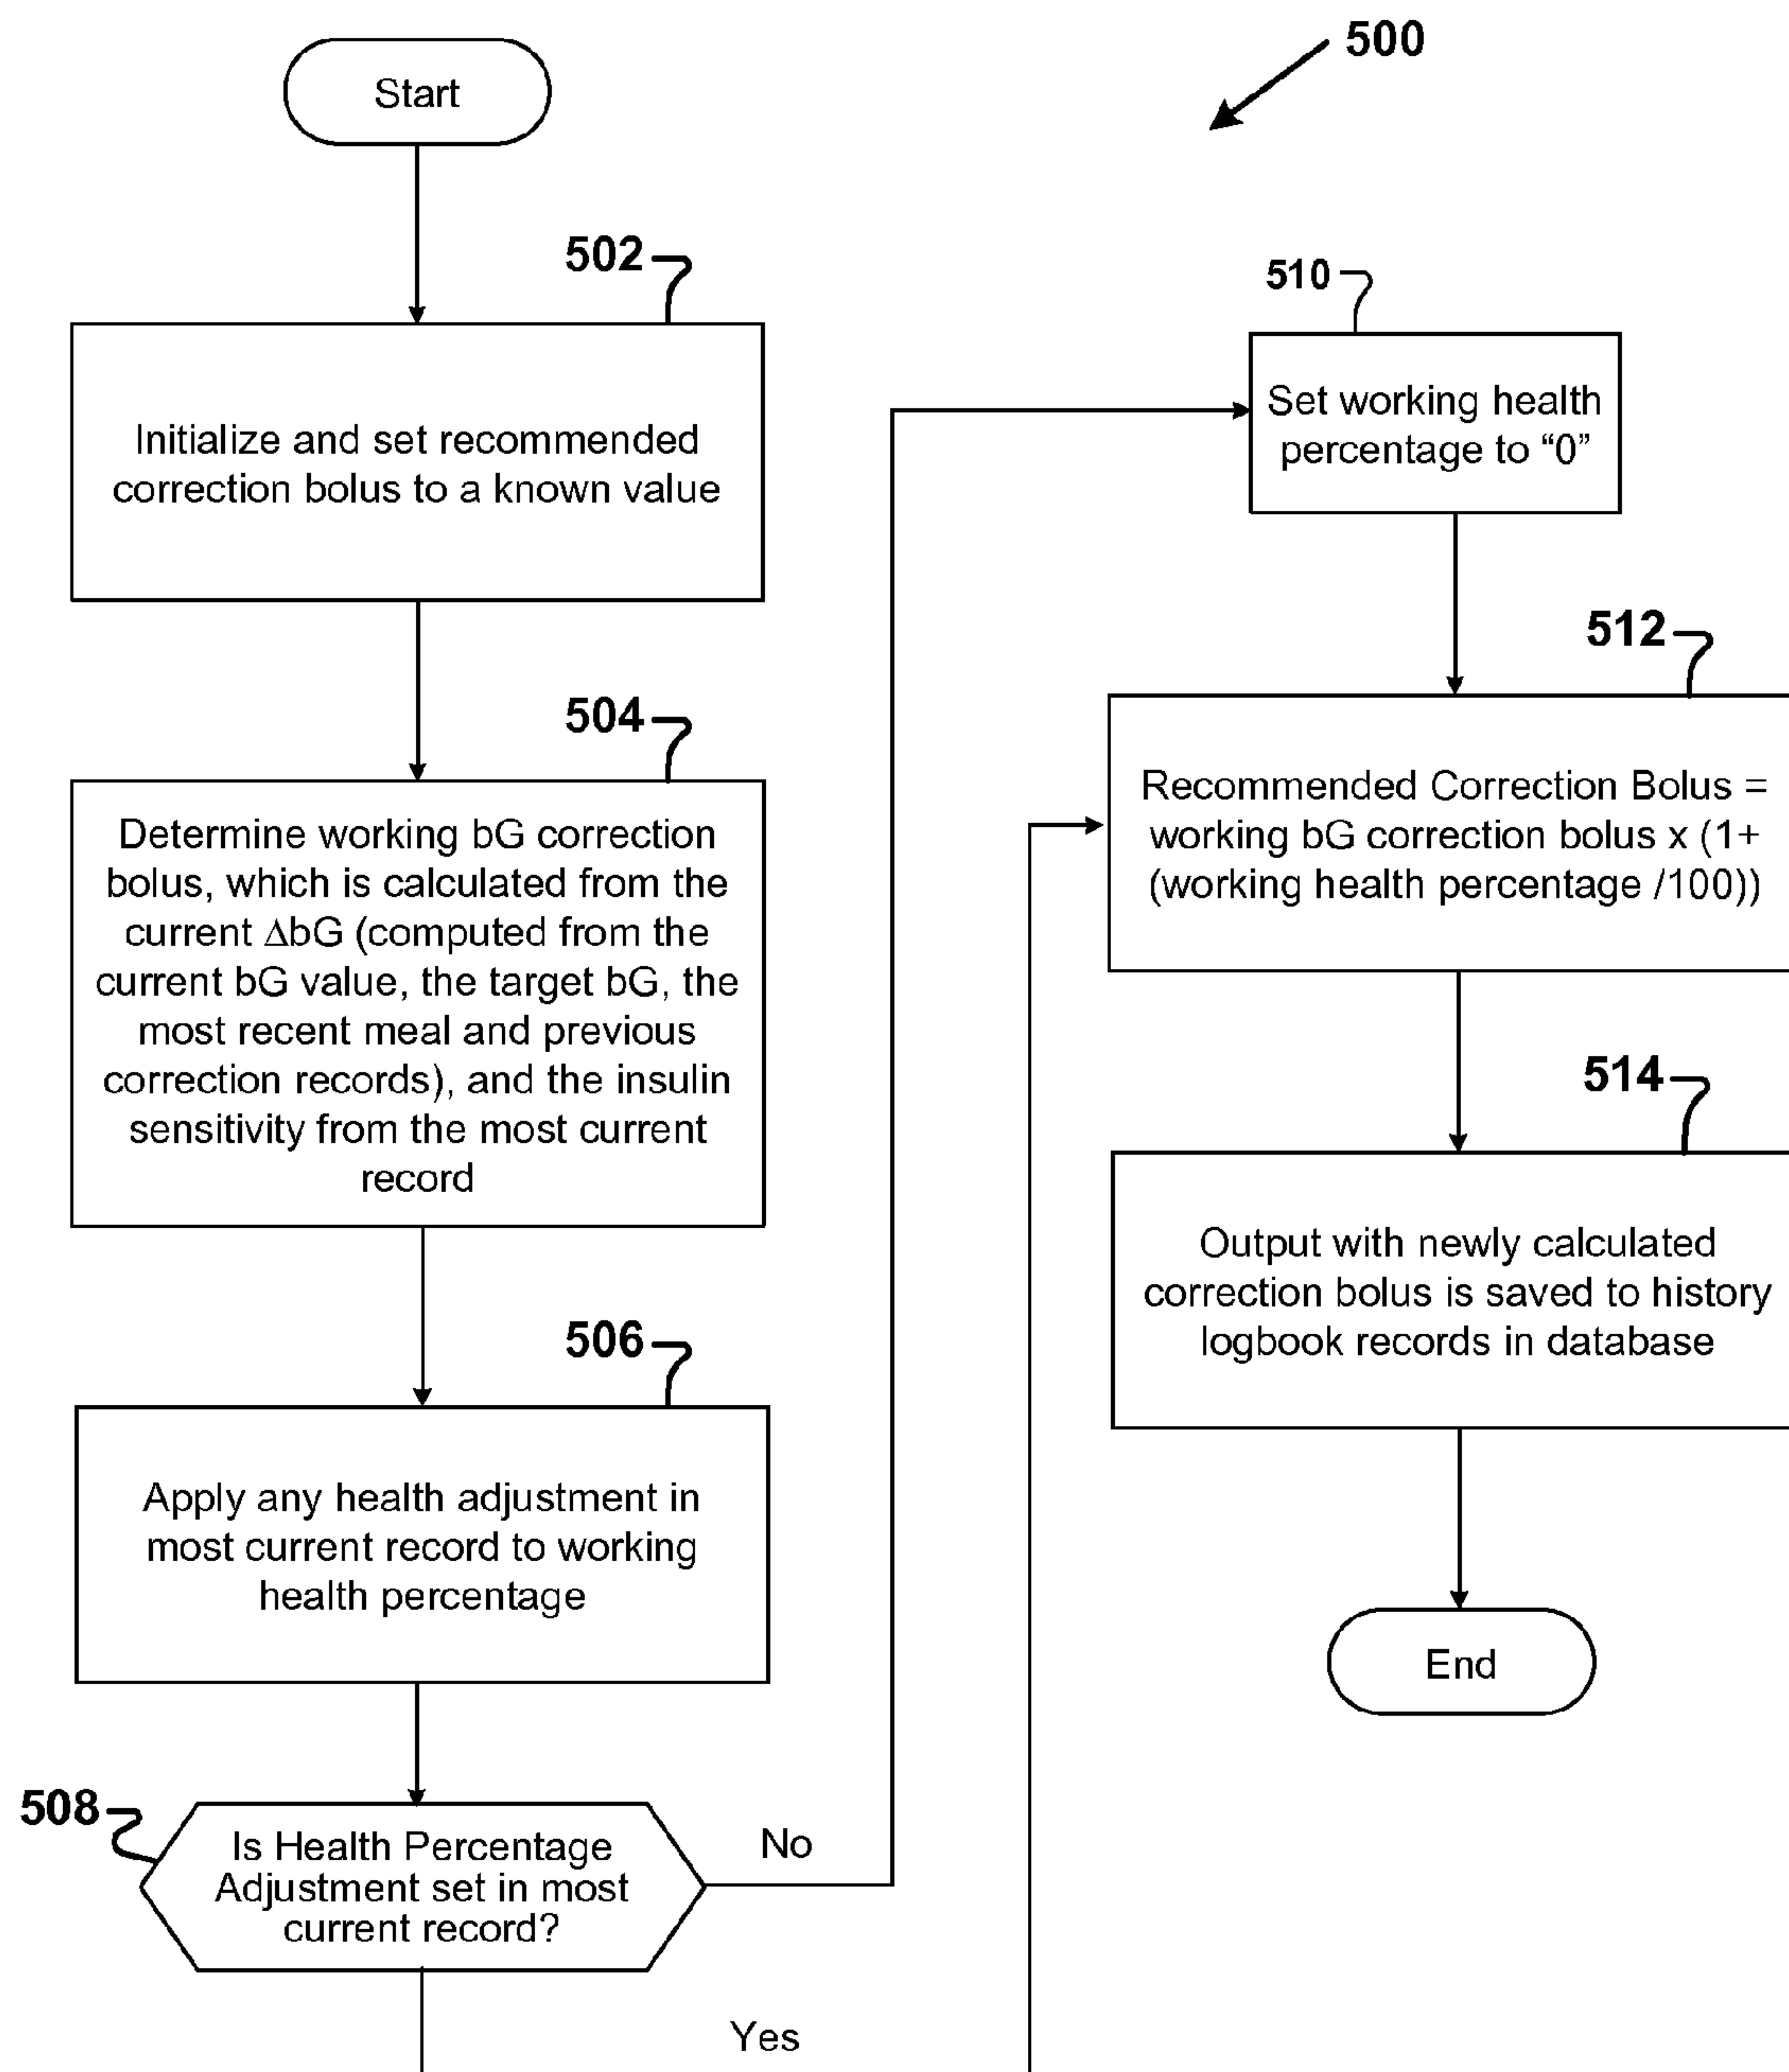 500
Start
502
Initialize and set recommended
correction bolus to a known value
504
Determine working bG correction
bolus, which is calculated from the
current ΔbG (computed from the
current bG value, the target bG, the
most recent meal and previous
correction records), and the insulin
sensitivity from the most current
record
506
Apply any health adjustment in
most current record to working
health percentage
508
Is Health Percentage
Adjustment set in most
current record?
No
Yes
510
Set working health
percentage to “0”
512
Recommended Correction Bolus =
working bG correction bolus x (1+
(working health percentage /100))
514
Output with newly calculated
correction bolus is saved to history
logbook records in database
End